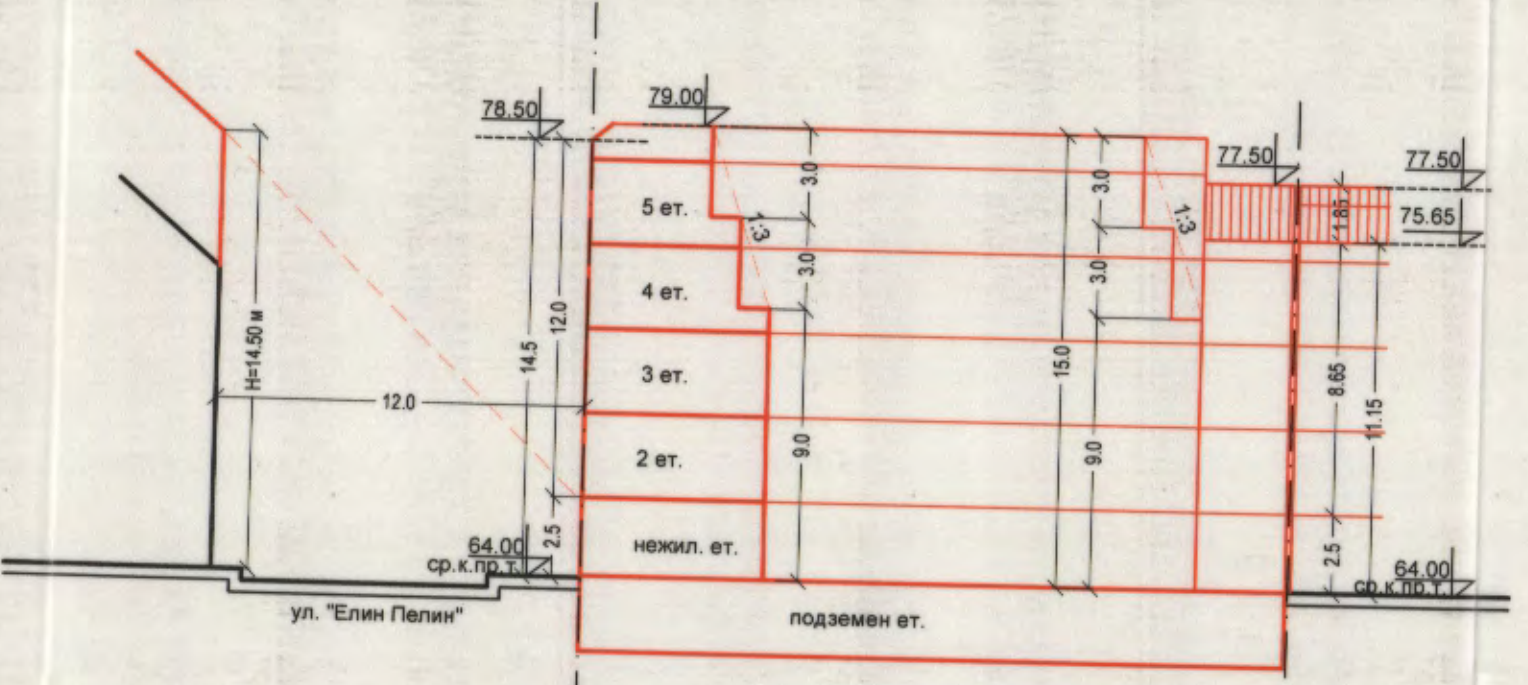 78.50
79.00
77.50
77.50
75.65
1.85
5 ет.
4 ет.
3 ет.
2 ет.
нежил. ет.
подземен ет.
3.0
3.0
9.0
1:3
15.0
3.0
3.0
9.0
1:3
H=14.50 м
12.0
14.5
12.0
2.5
64.00
ср.к.пр.т.
ул. "Елин Пелин"
8.65
11.15
2.5
64.00
ср.к.пр.т.